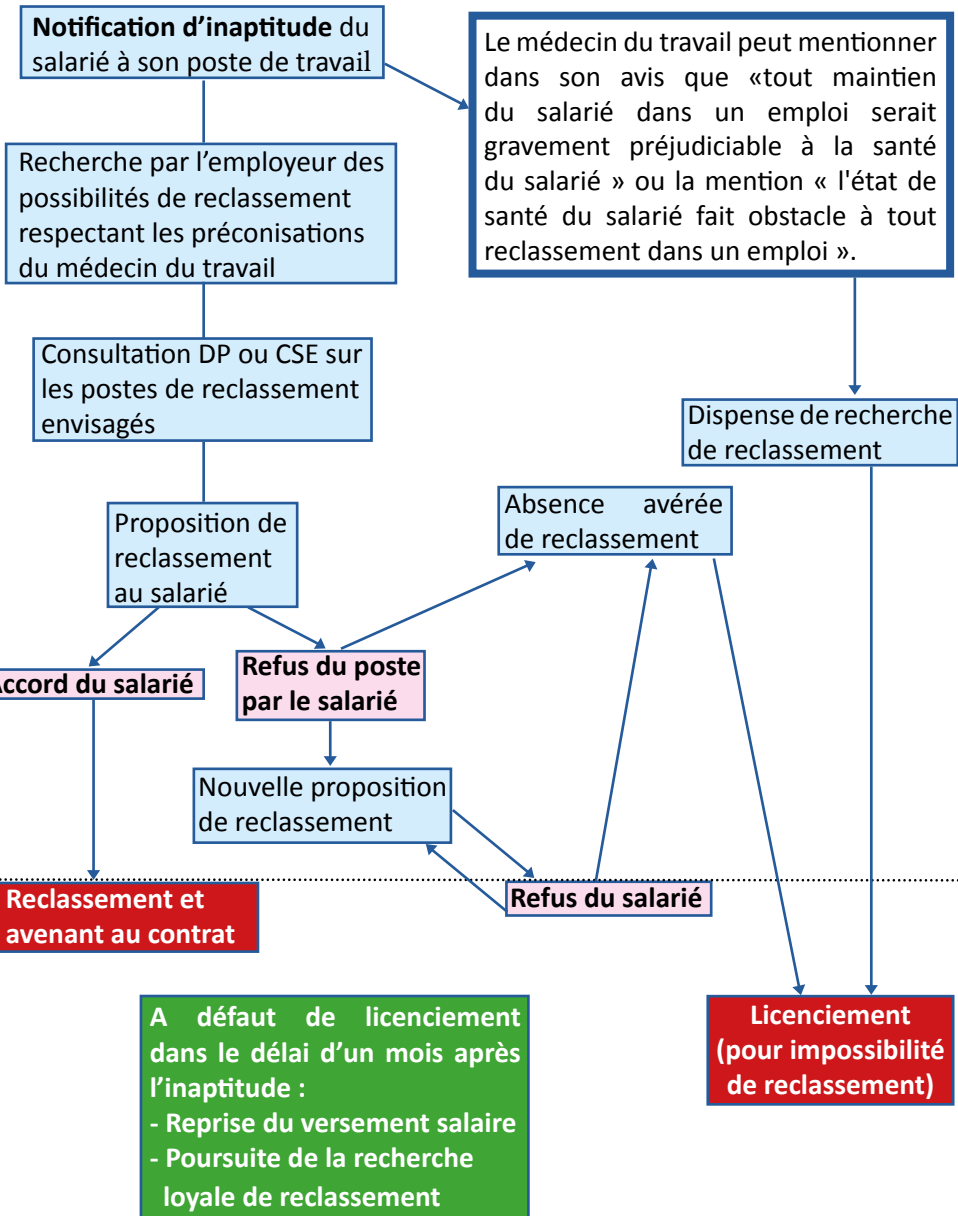 Notification d'inaptitude du
salarié à son poste de travail
Le médecin du travail peut mentionner
dans son avis que «tout maintien
du salarié dans un emploi serait
gravement préjudiciable à la santé
du salarié » ou la mention « l'état de
santé du salarié fait obstacle à tout
reclassement dans un emploi ».
Recherche par l'employeur des
possibilités de reclassement
respectant les préconisations
du médecin du travail
Consultation DP ou CSE sur
les postes de reclassement
envisagés
Dispense de recherche
de reclassement
Proposition de
reclassement
au salarié
Absence avérée
de reclassement
Accord du salarié
Refus du poste
par le salarié
Nouvelle proposition
de reclassement
Refus du salarié
Reclassement et
avenant au contrat
A défaut de licenciement
dans le délai d'un mois après
l'inaptitude :
- Reprise du versement salaire
- Poursuite de la recherche
loyale de reclassement
Licenciement
(pour impossibilité
de reclassement)